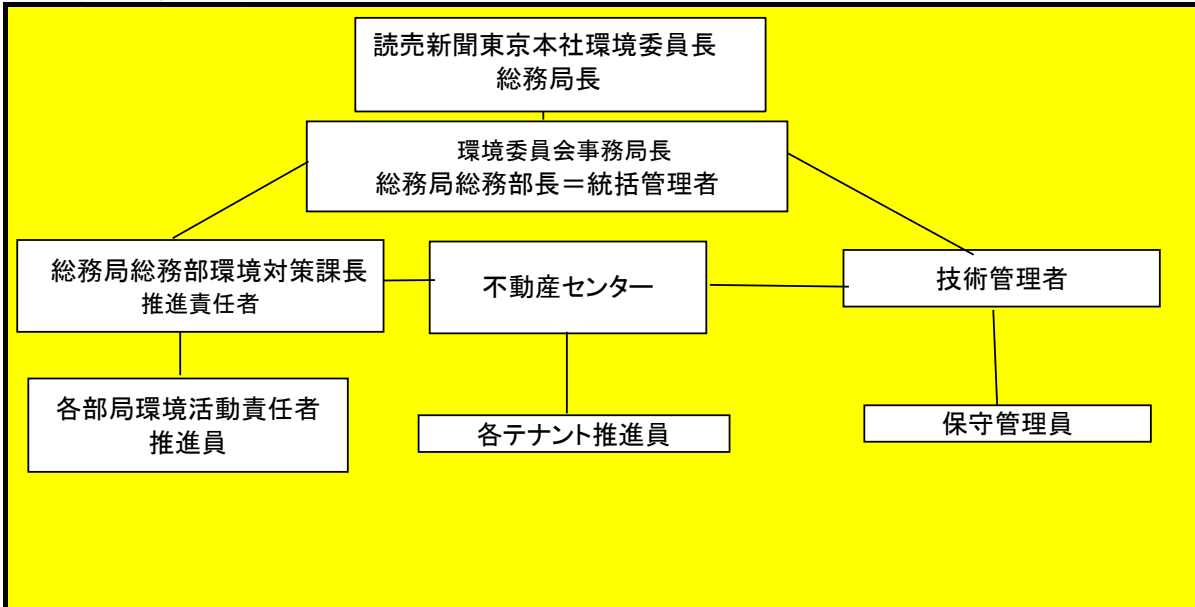 読売新聞東京本社環境委員長
総務局長
環境委員会事務局長
総務局総務部長＝統括管理者
総務局総務部環境対策課長
推進責任者
不動産センター
技術管理者
各部局環境活動責任者
推進員
各テナント推進員
保守管理員